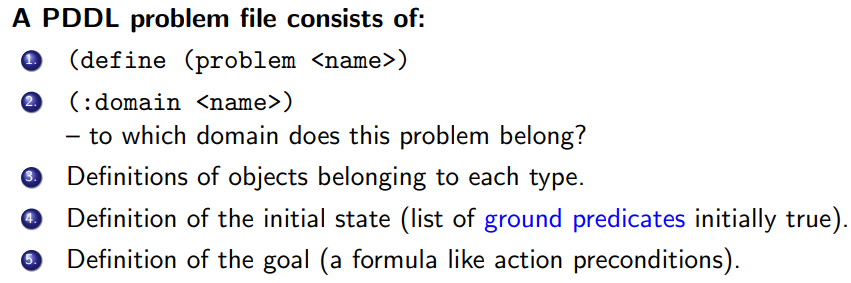 A PDDL problem file consists of:
1. (define (problem <name>)
2. (:domain <name>)
– to which domain does this problem belong?
3. Definitions of objects belonging to each type.
4. Definition of the initial state (list of ground predicates initially true).
5. Definition of the goal (a formula like action preconditions).